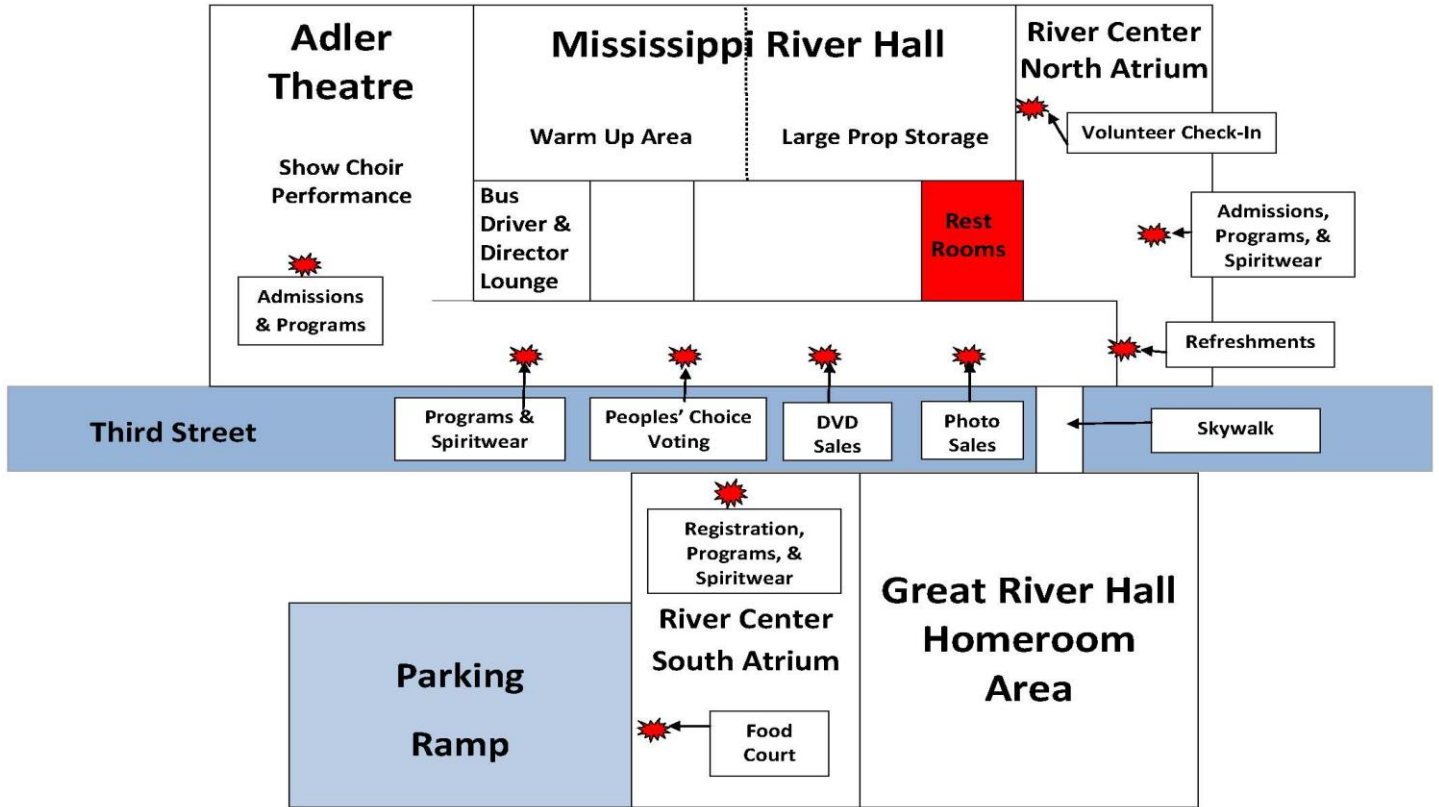 Adler
Theatre
Show Choir
Performance
Admissions
& Programs
Mississippi River Hall
Warm Up Area
Large Prop Storage
Bus
Driver &
Director
Lounge
Rest
Rooms
River Center
North Atrium
Volunteer Check-In
Admissions,
Programs, &
Spiritwear
Refreshments
Third Street
Programs &
Spiritwear
Peoples' Choice
Voting
DVD
Sales
Photo
Sales
Skywalk
Registration,
Programs, &
Spiritwear
River Center
South Atrium
Food
Court
Great River Hall
Homeroom
Area
Parking
Ramp